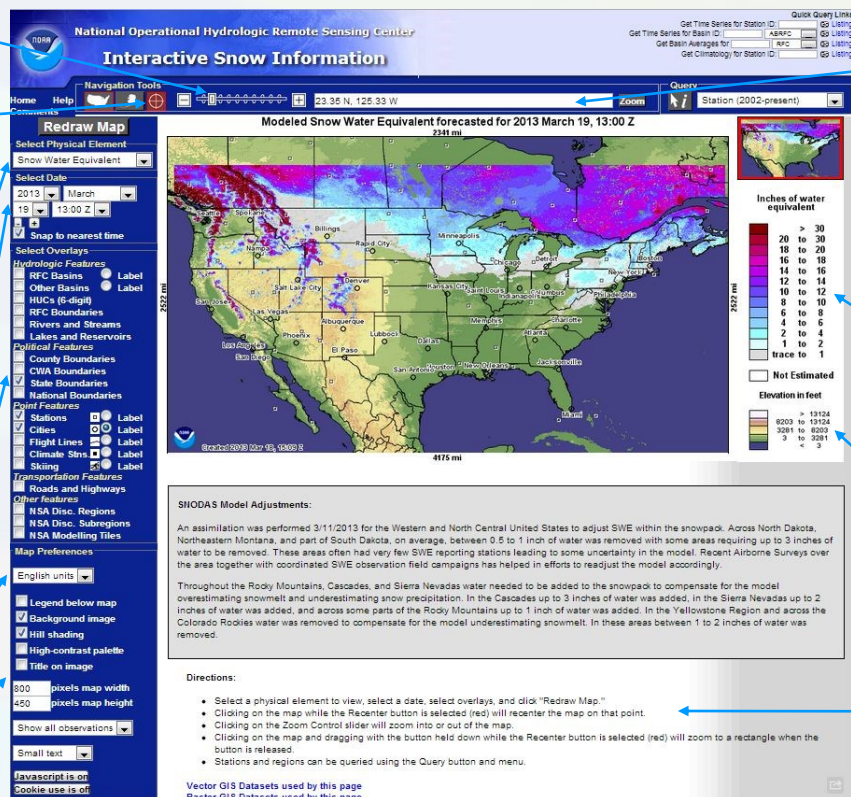 Quick Query Links
Get Time Series for Station ID: Go Listing
Get Time Series for Basin ID: ABRFC Go Listing
Get Basin Averages for RFC Go Listing
Get Climatology for Station ID: Go Listing
NOAA
National Operational Hydrologic Remote Sensing Center
Interactive Snow Information
Home Help
Comments
Navigation Tools
23.35 N, 125.33 W
Zoom
Query
Station (2002-present)
Redraw Map
Select Physical Element
Snow Water Equivalent
Select Date
2013 March
19 13:00 Z
- +
Snap to nearest time
Select Overlays
Hydrologic Features
RFC Basins Label
Other Basins Label
HUCs (6-digit)
RFC Boundaries
Rivers and Streams
Lakes and Reservoirs
Political Features
County Boundaries
CWA Boundaries
State Boundaries
National Boundaries
Point Features
Stations Label
Cities Label
Flight Lines Label
Climate Stns. Label
Skiing Label
Transportation Features
Roads and Highways
Other features
NSA Disc. Regions
NSA Disc. Subregions
NSA Modelling Tiles
Map Preferences
English units
Legend below map
Background image
Hill shading
High-contrast palette
Title on image
800 pixels map width
450 pixels map height
Show all observations
Small text
Javascript is on
Cookie use is off
Modeled Snow Water Equivalent forecasted for 2013 March 19, 13:00 Z
2341 mi
2522 mi
2522 mi
4175 mi
Seattle
Spokane
Billings
Nampa
Rapid City
Minneapolis
Salt Lake City
Denver
Chicago
Detroit
Boston
New York
Philadelphia
San Jose
Las Vegas
Kansas City
Saint Louis
Indianapolis
Columbus
Los Angeles
San Diego
Phoenix
Albuquerque
Lubbock
El Paso
Dallas
Memphis
Charlotte
Atlanta
San Antonio
Houston
New Orleans
Jacksonville
Miami
Created 2013 Mar 18, 15:09 Z
Inches of water
equivalent
> 30
20 to 30
18 to 20
16 to 18
14 to 16
12 to 14
10 to 12
8 to 10
6 to 8
4 to 6
2 to 4
1 to 2
trace to 1
Not Estimated
Elevation in feet
> 13124
8203 to 13124
3281 to 8203
3 to 3281
< 3
SNODAS Model Adjustments:
An assimilation was performed 3/11/2013 for the Western and North Central United States to adjust SWE within the snowpack. Across North Dakota,
Northeastern Montana, and part of South Dakota, on average, between 0.5 to 1 inch of water was removed with some areas requiring up to 3 inches of
water to be removed. These areas often had very few SWE reporting stations leading to some uncertainty in the model. Recent Airborne Surveys over
the area together with coordinated SWE observation field campaigns has helped in efforts to readjust the model accordingly.
Throughout the Rocky Mountains, Cascades, and Sierra Nevadas water needed to be added to the snowpack to compensate for the model
overestimating snowmelt and underestimating snow precipitation. In the Cascades up to 3 inches of water was added, in the Sierra Nevadas up to 2
inches of water was added, and across some parts of the Rocky Mountains up to 1 inch of water was added. In the Yellowstone Region and across the
Colorado Rockies water was removed to compensate for the model underestimating snowmelt. In these areas between 1 to 2 inches of water was
removed.
Directions:
• Select a physical element to view, select a date, select overlays, and click "Redraw Map."
• Clicking on the map while the Recenter button is selected (red) will recenter the map on that point.
• Clicking on the Zoom Control slider will zoom into or out of the map.
• Clicking on the map and dragging with the button held down while the Recenter button is selected (red) will zoom to a rectangle when the
button is released.
• Stations and regions can be queried using the Query button and menu.
Vector GIS Datasets used by this page
Raster GIS Datasets used by this page